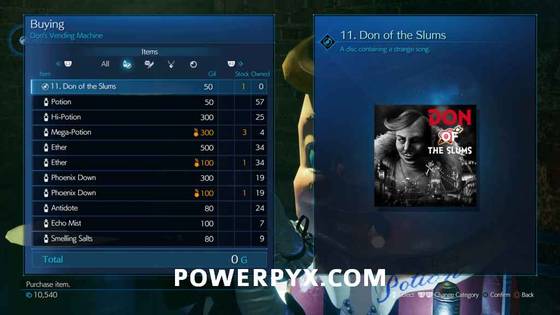 Buying
Don's Vending Machine
Items
All
Item Gil Stock Owned
11. Don of the Slums 50 1 0
Potion 50 57
Hi-Potion 300 25
Mega-Potion 300 3 4
Ether 500 34
Ether 100 1 34
Phoenix Down 300 19
Phoenix Down 100 1 19
Antidote 80 24
Echo Mist 100 7
Smelling Salts 80 9
Total 0 G
Purchase item.
10,540
11. Don of the Slums
A disc containing a strange song.
DON
OF
THE SLUMS
POWERPYX.COM
Potion
Select Change Category Confirm Back